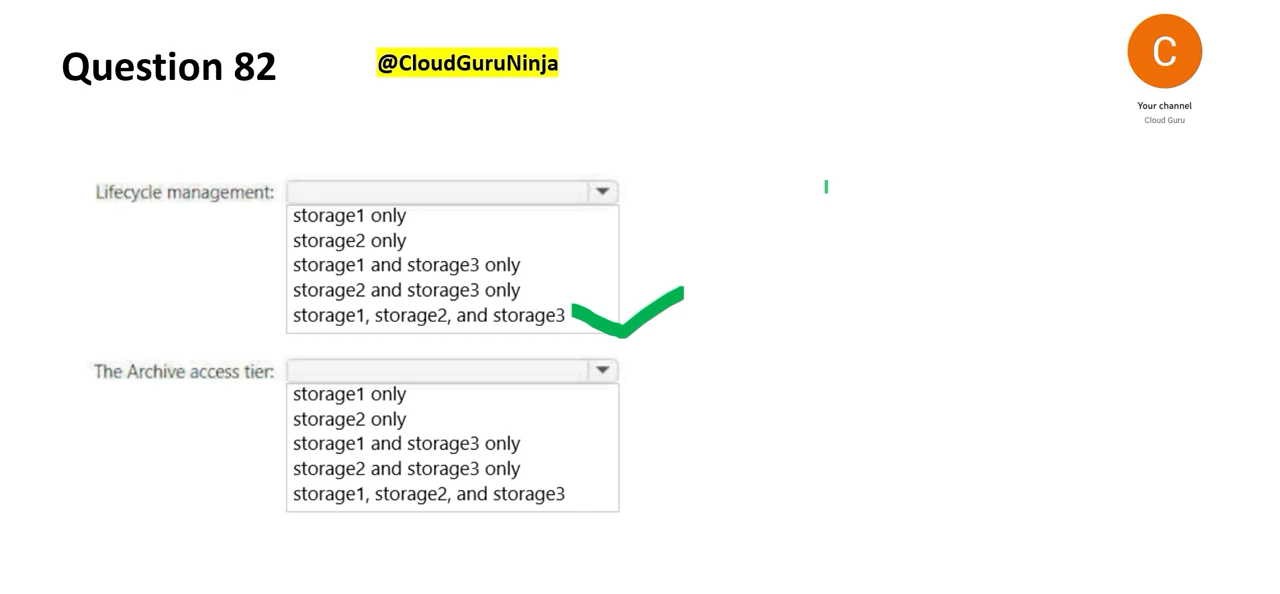 Question 82
@CloudGuruNinja
C
Your channel
Cloud Guru
Lifecycle management:
storage1 only
storage2 only
storage1 and storage3 only
storage2 and storage3 only
storage1, storage2, and storage3
The Archive access tier:
storage1 only
storage2 only
storage1 and storage3 only
storage2 and storage3 only
storage1, storage2, and storage3